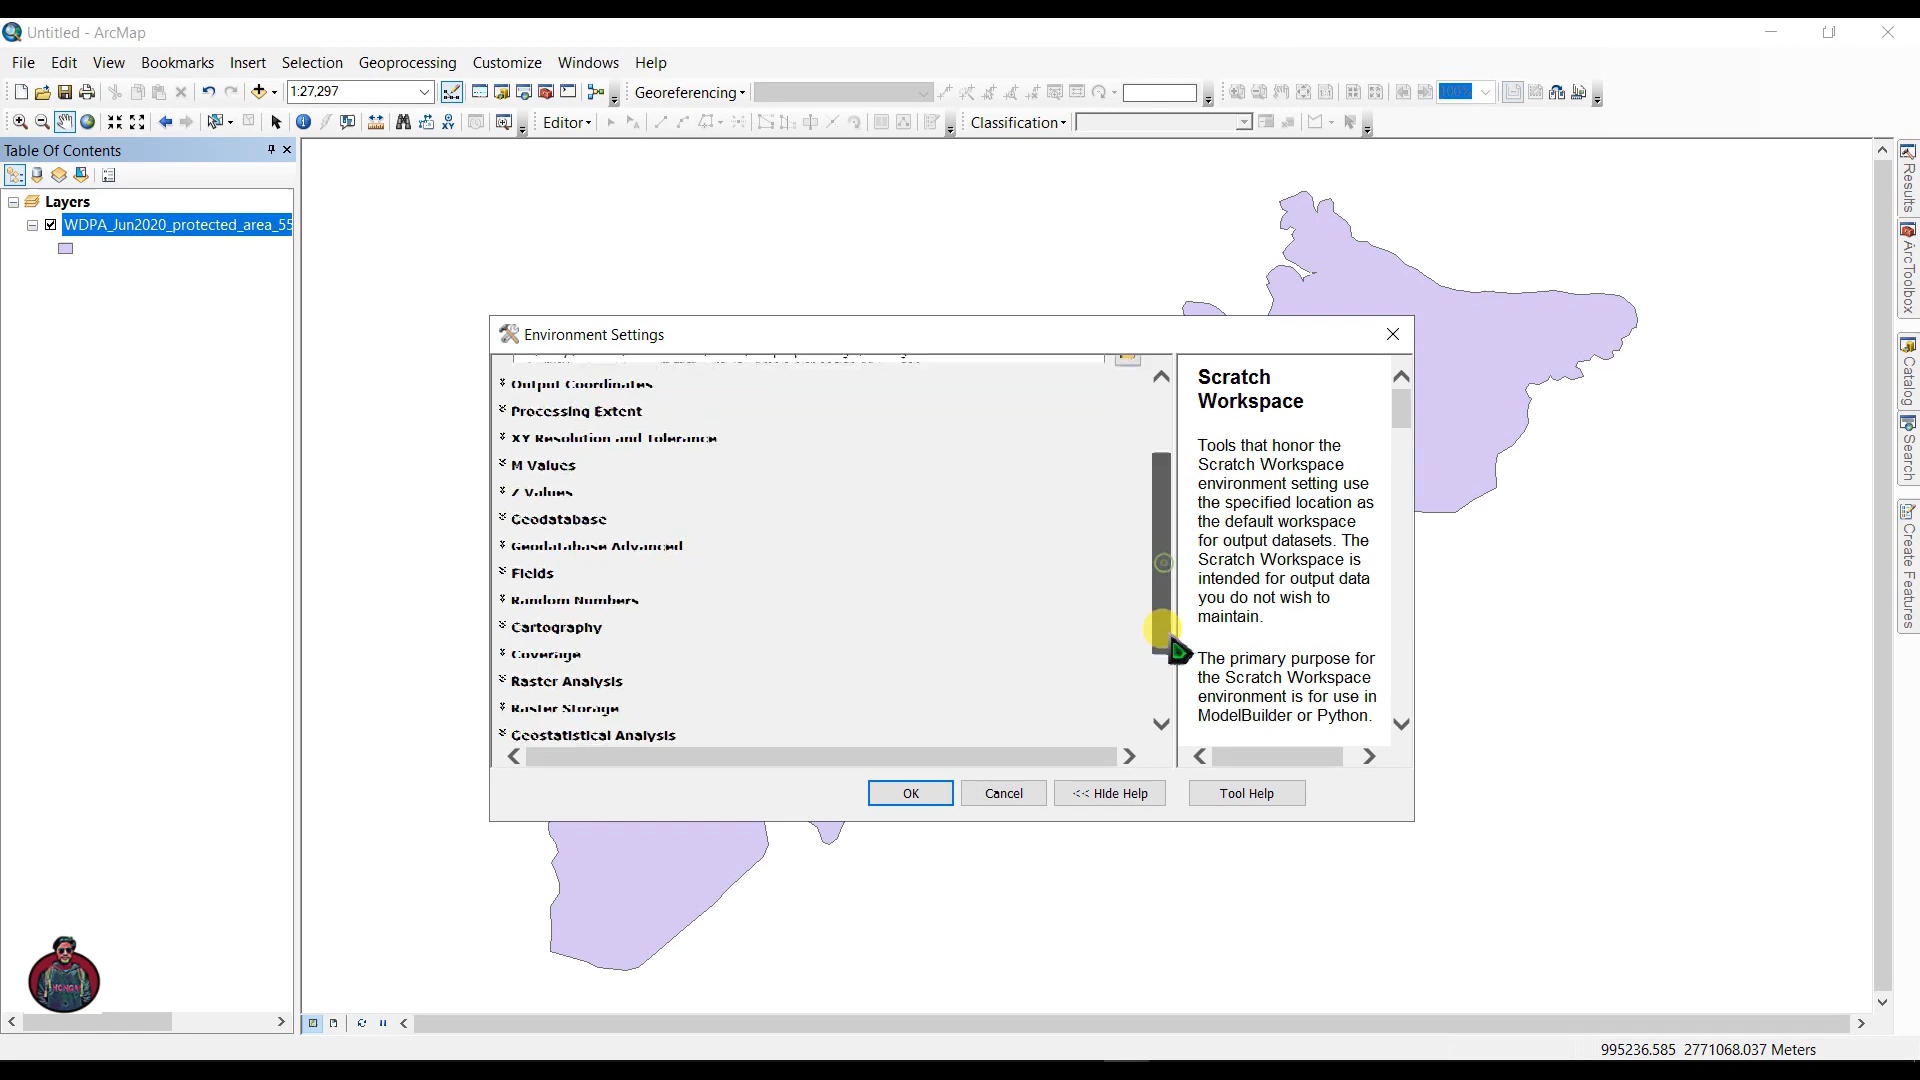 Untitled - ArcMap
File Edit View Bookmarks Insert Selection Geoprocessing Customize Windows Help
1:27,297 Georeferencing 100%
Editor Classification
Table Of Contents
Layers
WDPA_Jun2020_protected_area_55
Environment Settings
Output Coordinates
Processing Extent
XY Resolution and Tolerance
M Values
Z Values
Geodatabase
Geodatabase Advanced
Fields
Random Numbers
Cartography
Coverage
Raster Analysis
Raster Storage
Geostatistical Analysis
Scratch
Workspace
Tools that honor the
Scratch Workspace
environment setting use
the specified location as
the default workspace
for output datasets. The
Scratch Workspace is
intended for output data
you do not wish to
maintain.
The primary purpose for
the Scratch Workspace
environment is for use in
ModelBuilder or Python.
OK Cancel << Hide Help Tool Help
Results
ArcToolbox
Catalog
Search
Create Features
995236.585 2771068.037 Meters